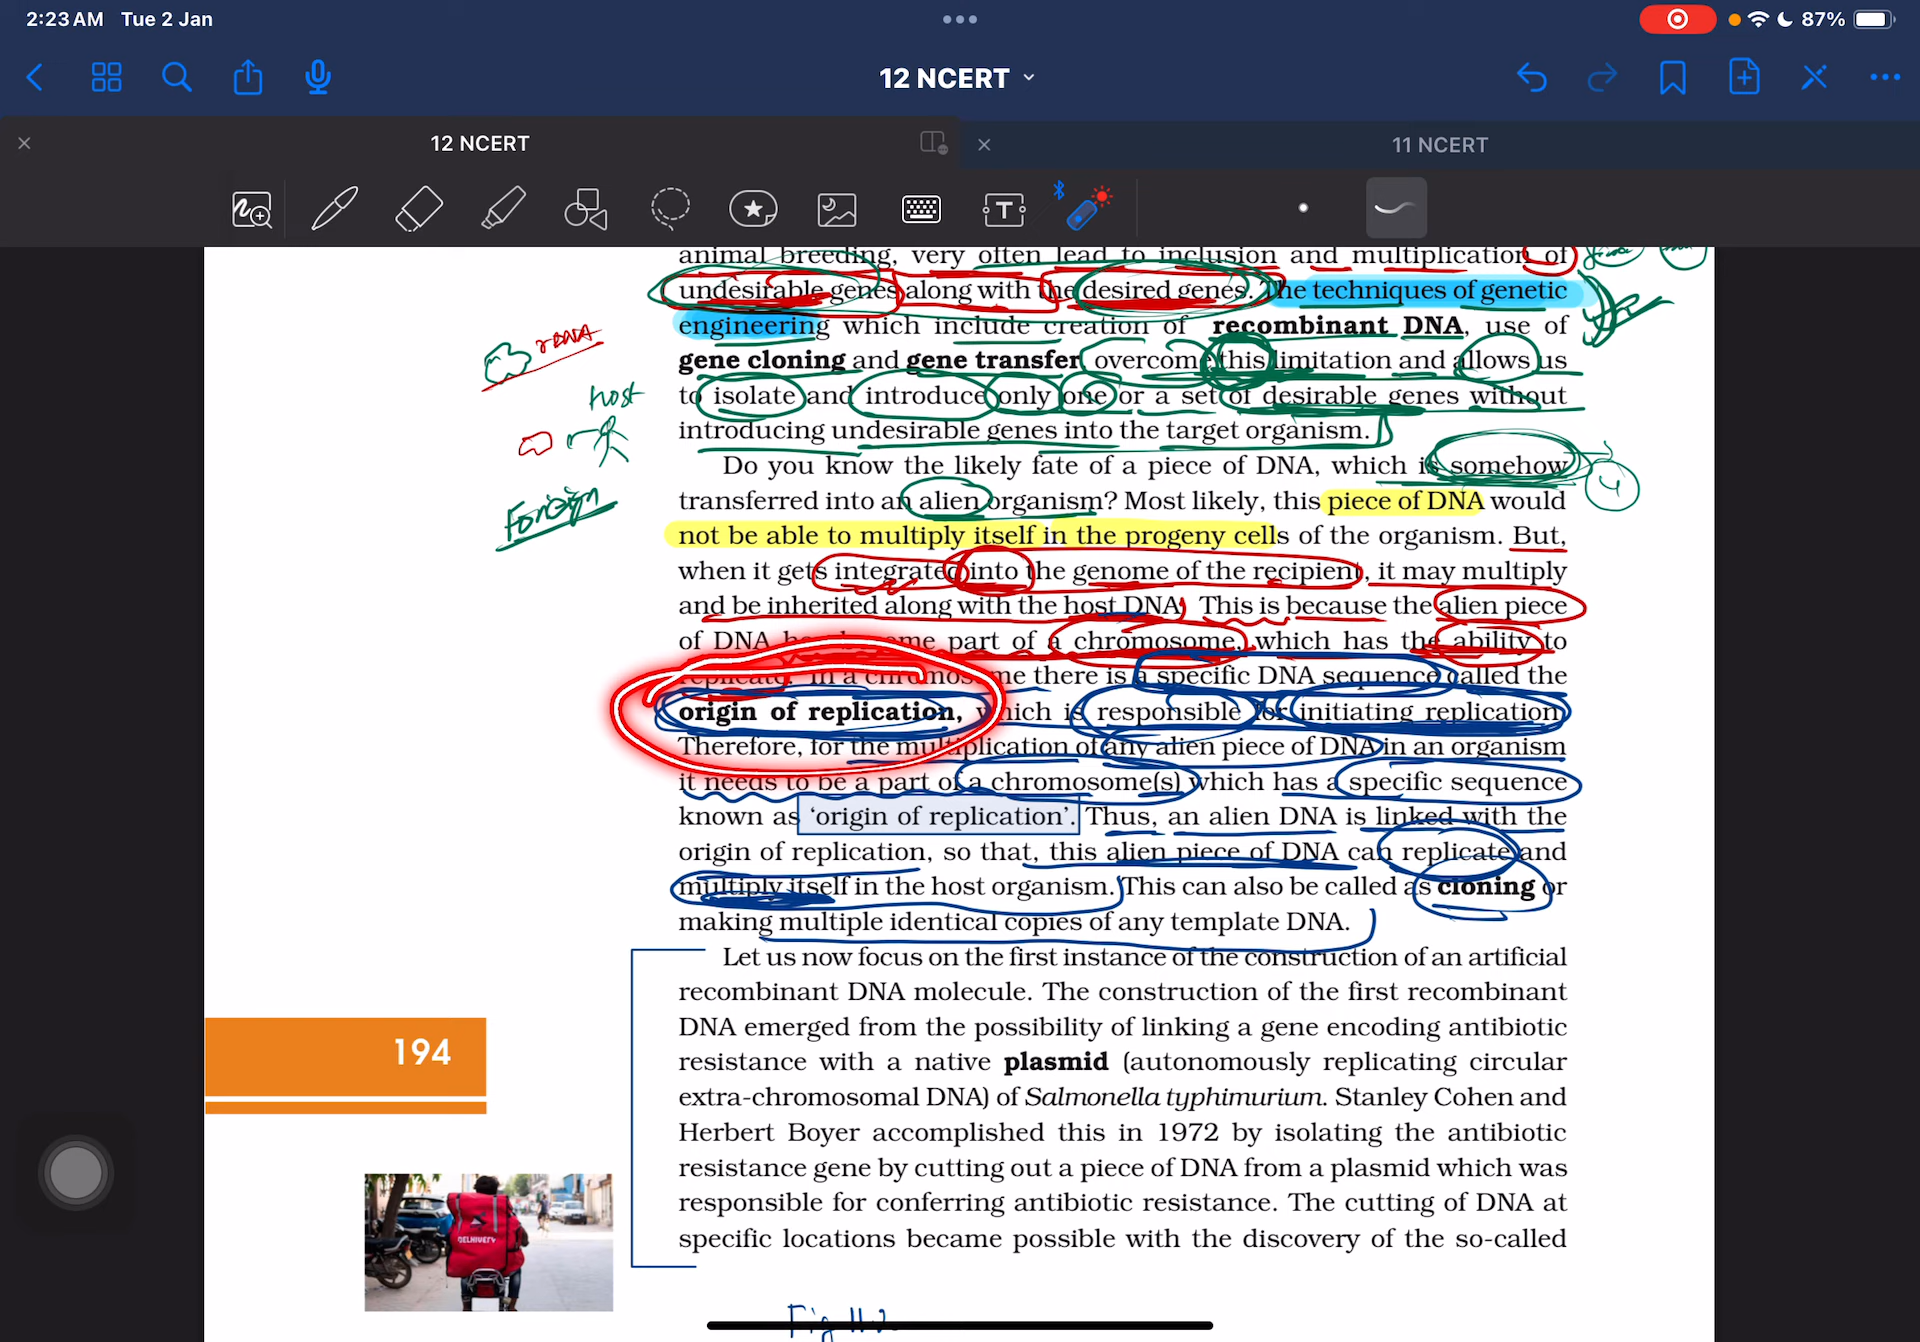 2:23 AM Tue 2 Jan
87%
12 NCERT
12 NCERT
11 NCERT
animal breeding, very often lead to inclusion and multiplication of
undesirable genes along with the desired genes. The techniques of genetic
engineering which include creation of recombinant DNA, use of
gene cloning and gene transfer, overcome this limitation and allows us
to isolate and introduce only one or a set of desirable genes without
introducing undesirable genes into the target organism.
rDNA
host
Foreign
4
Do you know the likely fate of a piece of DNA, which is somehow
transferred into an alien organism? Most likely, this piece of DNA would
not be able to multiply itself in the progeny cells of the organism. But,
when it gets integrated into the genome of the recipient, it may multiply
and be inherited along with the host DNA. This is because the alien piece
of DNA has become part of a chromosome, which has the ability to
replicate. In a chromosome there is a specific DNA sequence called the
origin of replication, which is responsible for initiating replication.
Therefore, for the multiplication of any alien piece of DNA in an organism
it needs to be a part of a chromosome(s) which has a specific sequence
known as ‘origin of replication’. Thus, an alien DNA is linked with the
origin of replication, so that, this alien piece of DNA can replicate and
multiply itself in the host organism. This can also be called as cloning or
making multiple identical copies of any template DNA.
Let us now focus on the first instance of the construction of an artificial
recombinant DNA molecule. The construction of the first recombinant
DNA emerged from the possibility of linking a gene encoding antibiotic
resistance with a native plasmid (autonomously replicating circular
extra-chromosomal DNA) of Salmonella typhimurium. Stanley Cohen and
Herbert Boyer accomplished this in 1972 by isolating the antibiotic
resistance gene by cutting out a piece of DNA from a plasmid which was
responsible for conferring antibiotic resistance. The cutting of DNA at
specific locations became possible with the discovery of the so-called
194
DELHIVERY